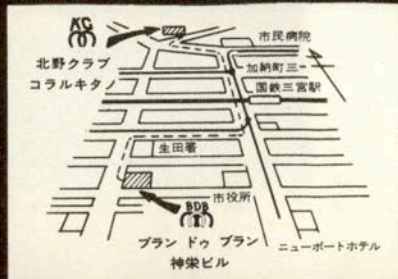 KC
北野クラブ
コラルキタノ
市民病院
加納町三
国鉄三宮駅
生田署
市役所
BDB
ブラン ドゥ ブラン
神栄ビル
ニューポートホテル